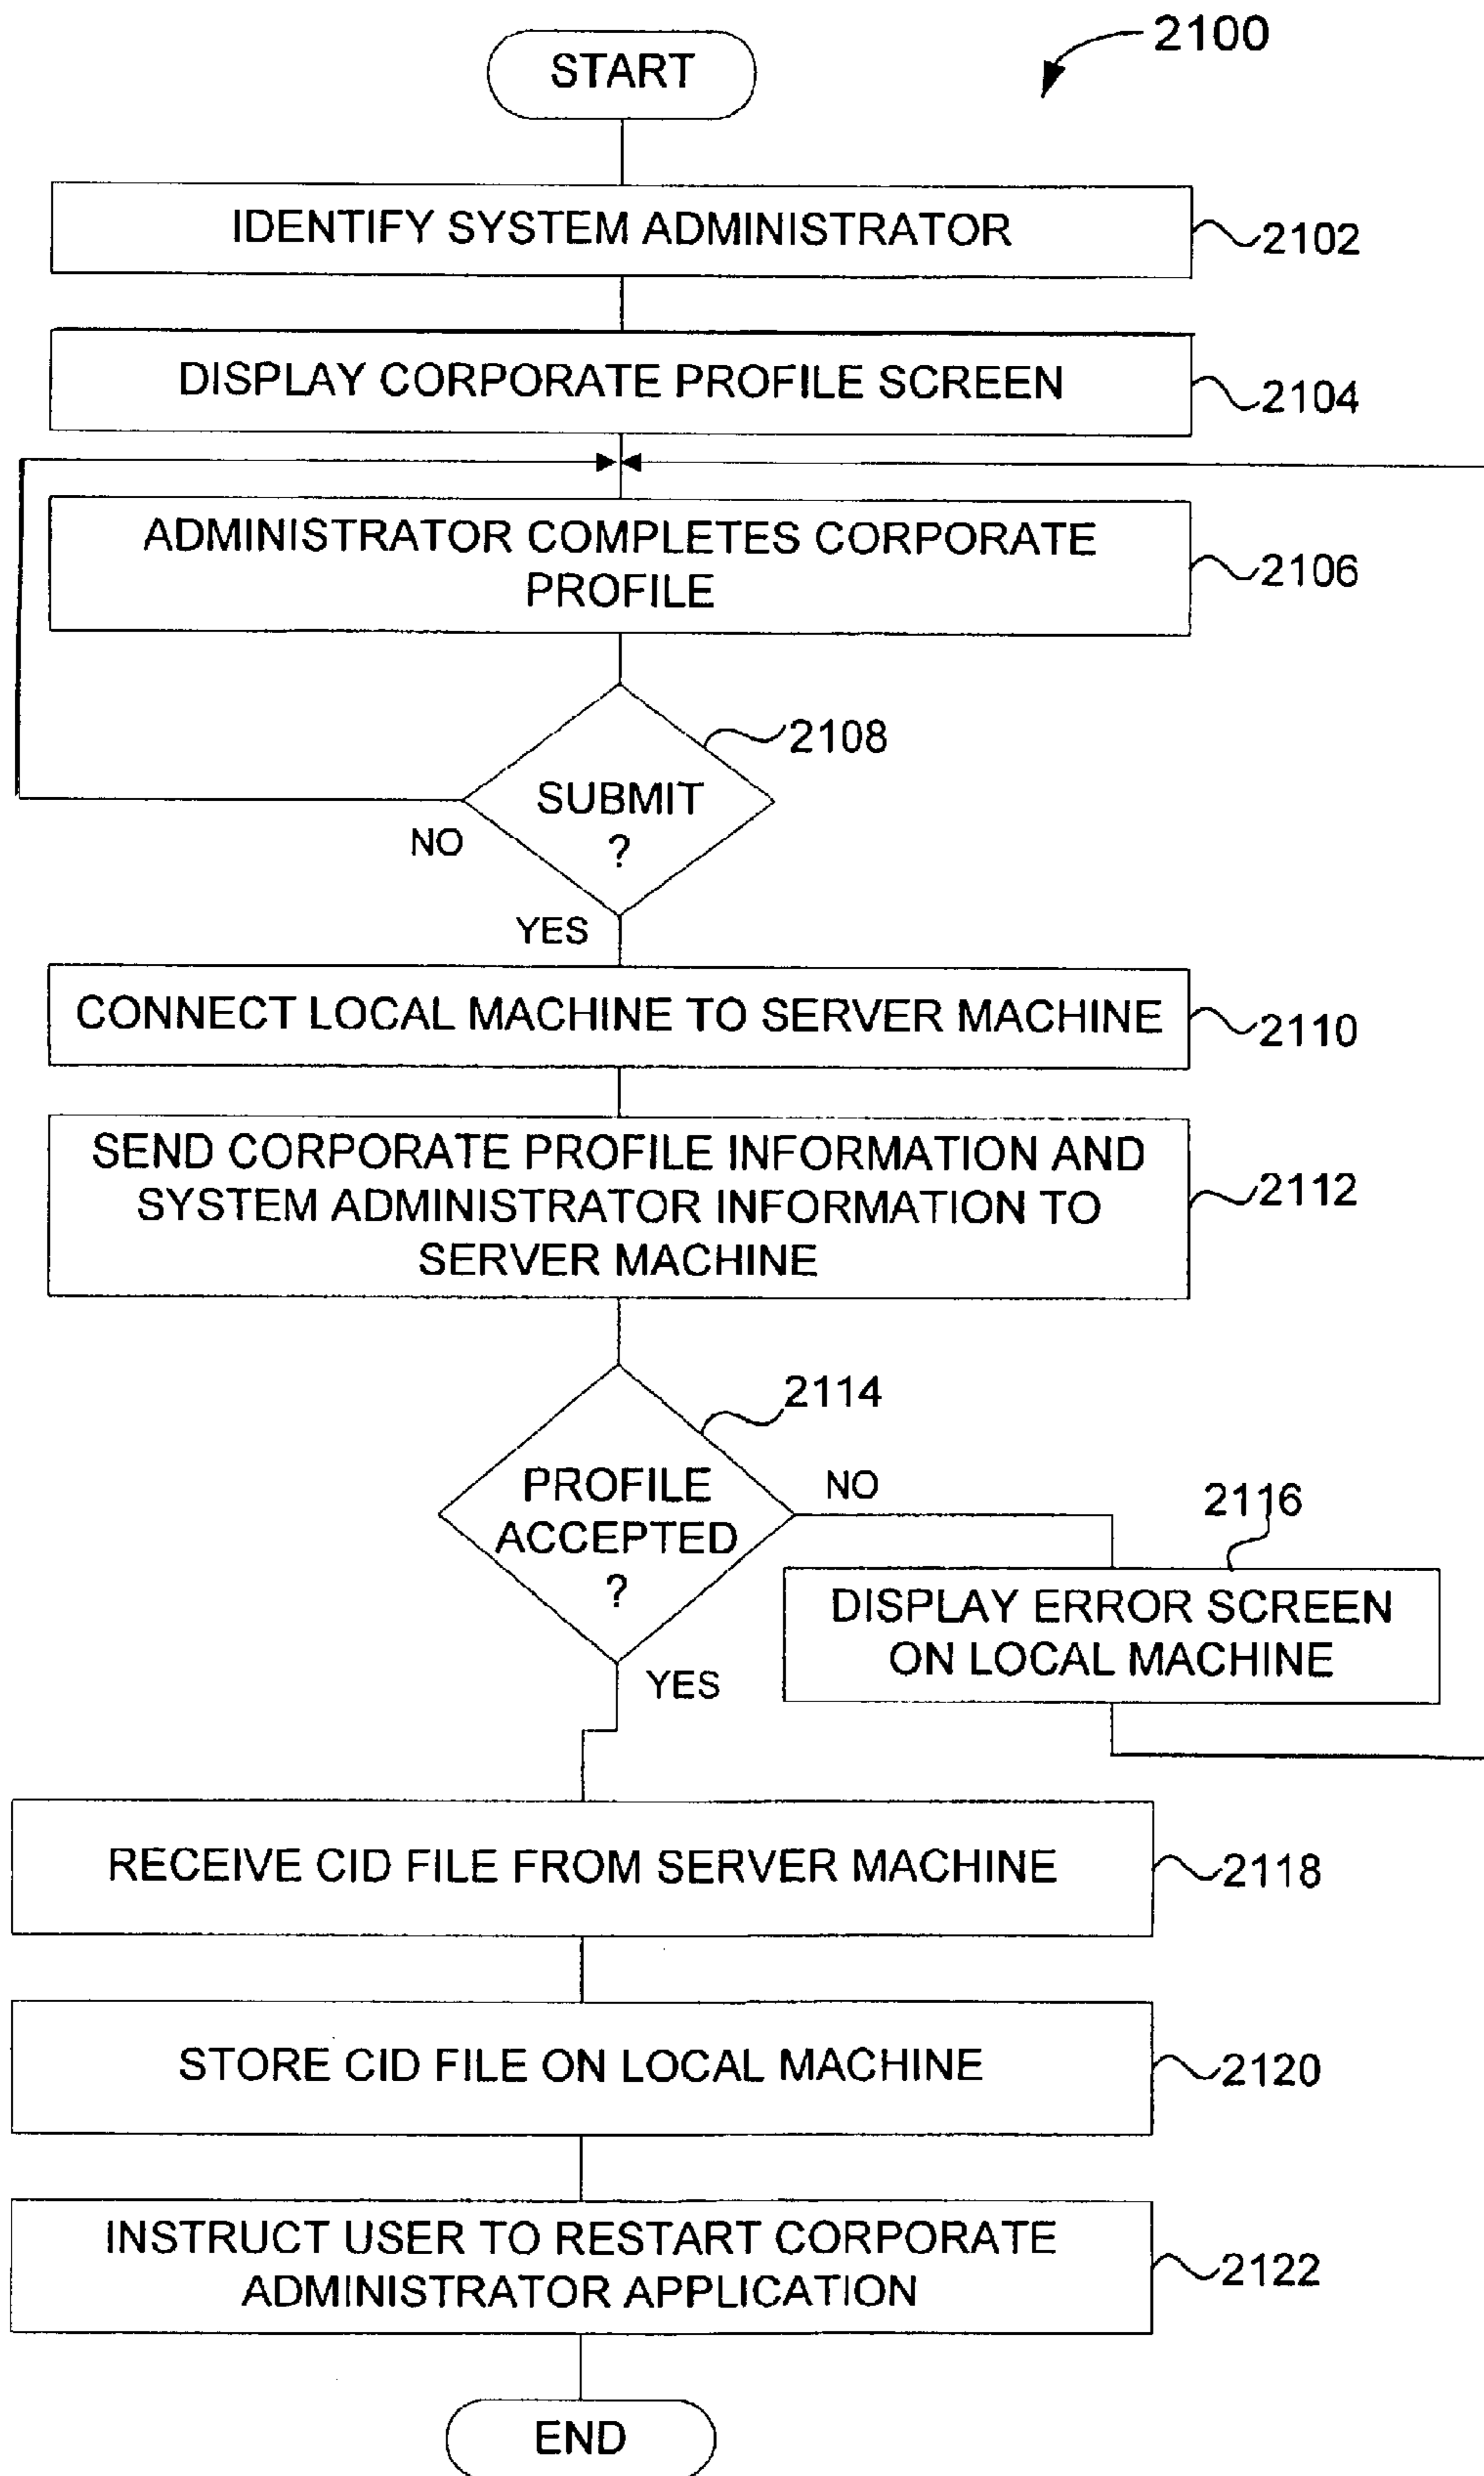 2100
START
IDENTIFY SYSTEM ADMINISTRATOR
2102
DISPLAY CORPORATE PROFILE SCREEN
2104
ADMINISTRATOR COMPLETES CORPORATE
PROFILE
2106
2108
SUBMIT
?
NO
YES
CONNECT LOCAL MACHINE TO SERVER MACHINE
2110
SEND CORPORATE PROFILE INFORMATION AND
SYSTEM ADMINISTRATOR INFORMATION TO
SERVER MACHINE
2112
2114
PROFILE
ACCEPTED
?
NO
2116
DISPLAY ERROR SCREEN
ON LOCAL MACHINE
YES
RECEIVE CID FILE FROM SERVER MACHINE
2118
STORE CID FILE ON LOCAL MACHINE
2120
INSTRUCT USER TO RESTART CORPORATE
ADMINISTRATOR APPLICATION
2122
END